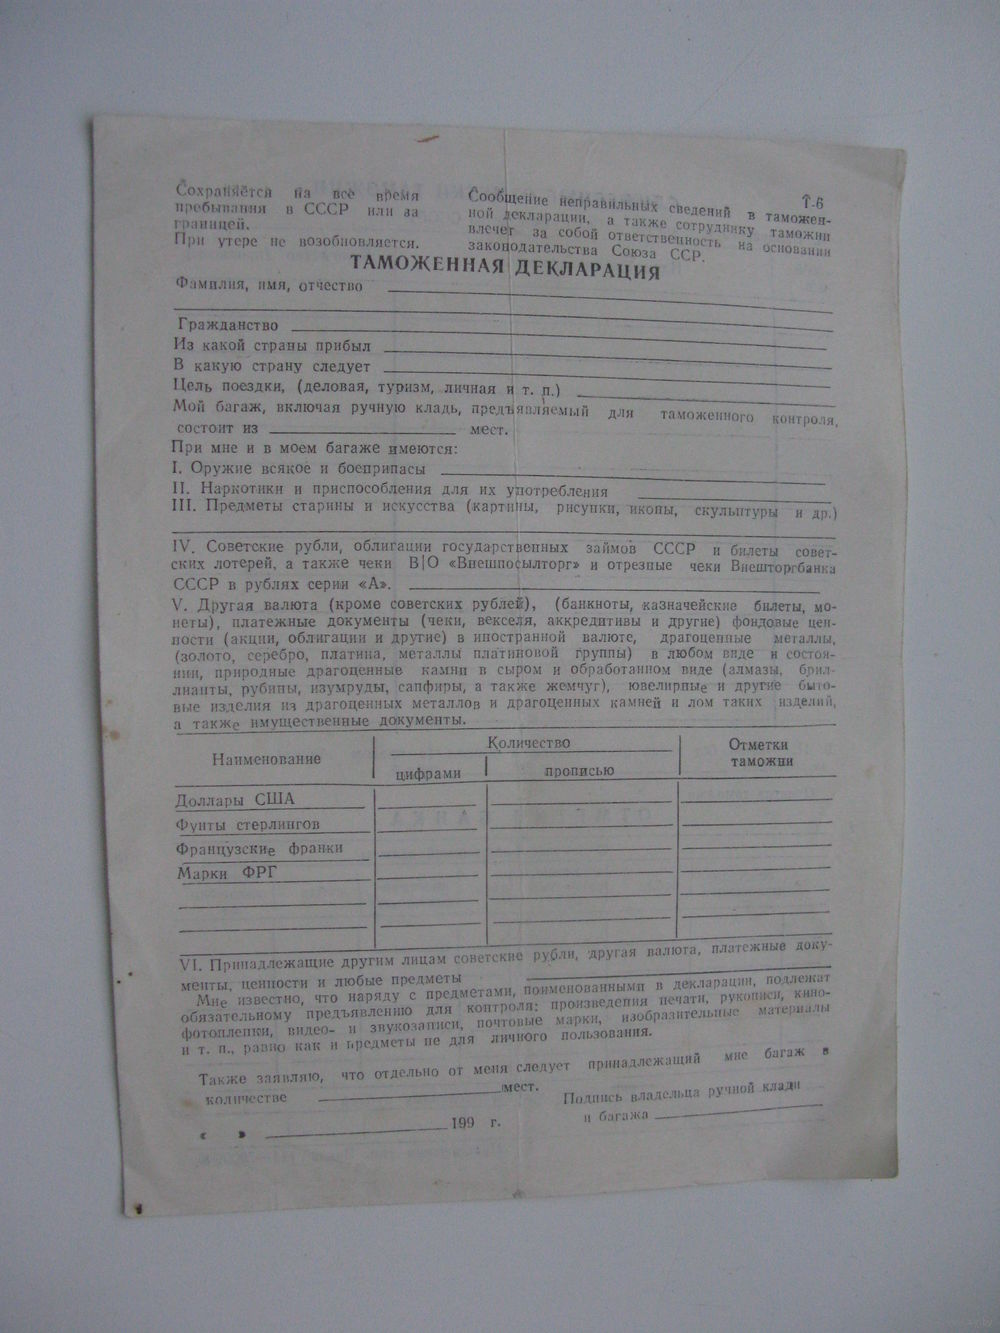 Т-6
Сохраняется на всё время
пребывания в СССР или за
границей.
При утере не возобновляется.
Сообщение неправильных сведений в таможен-
ной декларации, а также сотруднику таможни
влечет за собой ответственность на основании
законодательства Союза ССР.
ТАМОЖЕННАЯ ДЕКЛАРАЦИЯ
Фамилия, имя, отчество
Гражданство
Из какой страны прибыл
В какую страну следует
Цель поездки, (деловая, туризм, личная и т. п.)
Мой багаж, включая ручную кладь, предъявляемый для таможенного контроля,
состоит из мест.
При мне и в моем багаже имеются:
I. Оружие всякое и боеприпасы
II. Наркотики и приспособления для их употребления
III. Предметы старины и искусства (картины, рисунки, иконы, скульптуры и др.)
IV. Советские рубли, облигации государственных займов СССР и билеты совет-
ских лотерей, а также чеки В|О «Внешпосылторг» и отрезные чеки Внешторгбанка
СССР в рублях серии «А».
V. Другая валюта (кроме советских рублей), (банкноты, казначейские билеты, мо-
неты), платежные документы (чеки, векселя, аккредитивы и другие) фондовые цен-
ности (акции, облигации и другие) в иностранной валюте, драгоценные металлы,
(золото, серебро, платина, металлы платиновой группы) в любом виде и состоя-
нии, природные драгоценные камни в сыром и обработанном виде (алмазы, брил-
лианты, рубины, изумруды, сапфиры, а также жемчуг), ювелирные и другие быто-
вые изделия из драгоценных металлов и драгоценных камней и лом таких изделий,
а также имущественные документы.
Наименование
Количество
цифрами
прописью
Отметки
таможни
Доллары США
Фунты стерлингов
Французские франки
Марки ФРГ
VI. Принадлежащие другим лицам советские рубли, другая валюта, платежные доку-
менты, ценности и любые предметы
Мне известно, что наряду с предметами, поименованными в декларации, подлежат
обязательному предъявлению для контроля: произведения печати, рукописи, кино-
фотопленки, видео- и звукозаписи, почтовые марки, изобразительные материалы
и т. п., равно как и предметы не для личного пользования.
Также заявляю, что отдельно от меня следует принадлежащий мне багаж в
количестве мест.
Подпись владельца ручной клади
и багажа
« » 199 г.